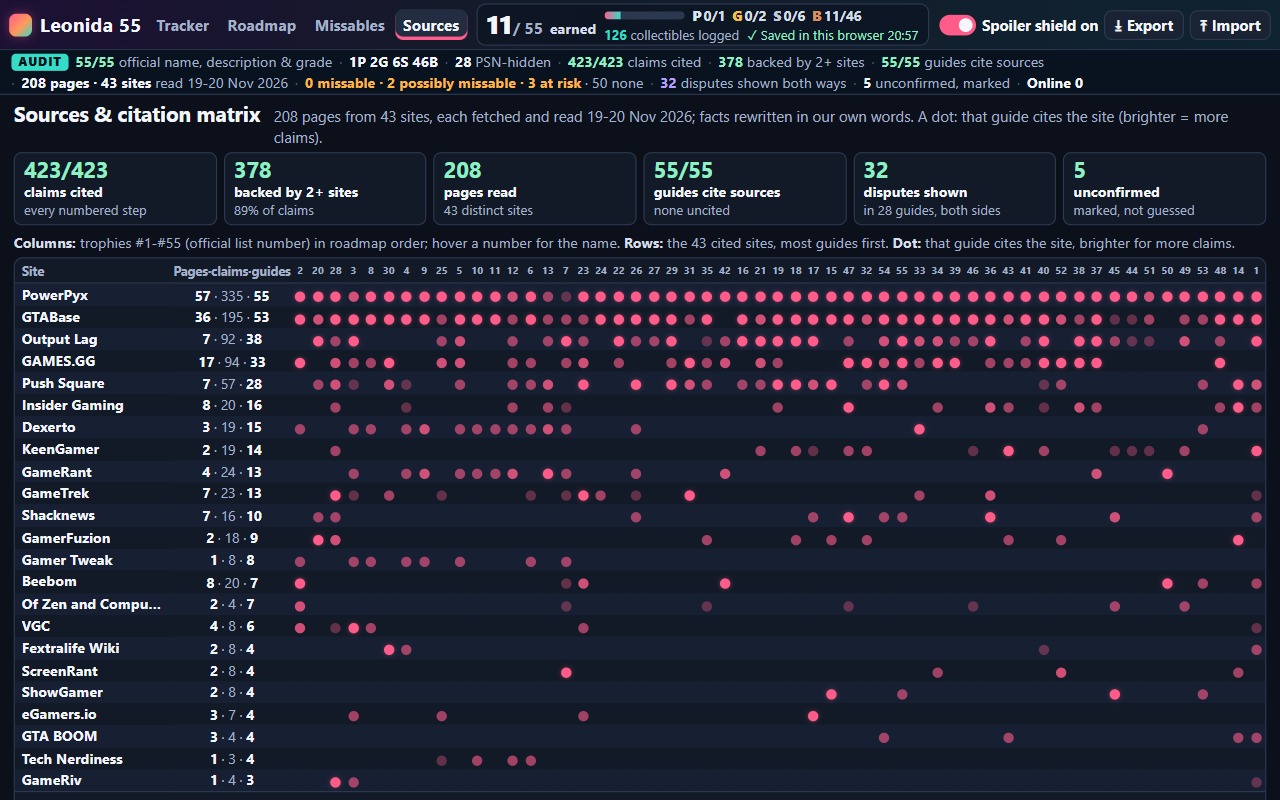 Leonida 55 Tracker Roadmap Missables Sources 11 / 55 earned P 0/1 G 0/2 S 0/6 B 11/46 Spoiler shield on Export Import
126 collectibles logged ✓ Saved in this browser 20:57
AUDIT 55/55 official name, description & grade · 1P 2G 6S 46B · 28 PSN-hidden · 423/423 claims cited · 378 backed by 2+ sites · 55/55 guides cite sources
· 208 pages · 43 sites read 19-20 Nov 2026 · 0 missable · 2 possibly missable · 3 at risk · 50 none · 32 disputes shown both ways · 5 unconfirmed, marked · Online 0
Sources & citation matrix 208 pages from 43 sites, each fetched and read 19-20 Nov 2026; facts rewritten in our own words. A dot: that guide cites the site (brighter = more
claims).
423/423 378 208 55/55 32 5
claims cited backed by 2+ sites pages read guides cite sources disputes shown unconfirmed
every numbered step 89% of claims 43 distinct sites none uncited in 28 guides, both sides marked, not guessed
Columns: trophies #1-#55 (official list number) in roadmap order; hover a number for the name. Rows: the 43 cited sites, most guides first. Dot: that guide cites the site, brighter for more claims.
Site Pages·claims·guides 2 20 28 3 8 30 4 9 25 5 10 11 12 6 13 7 23 24 22 26 27 29 31 35 42 16 21 19 18 17 15 47 32 54 55 33 34 39 46 36 43 41 40 52 38 37 45 44 51 50 49 53 48 14 1
PowerPyx 57 · 335 · 55
GTABase 36 · 195 · 53
Output Lag 7 · 92 · 38
GAMES.GG 17 · 94 · 33
Push Square 7 · 57 · 28
Insider Gaming 8 · 20 · 16
Dexerto 3 · 19 · 15
KeenGamer 2 · 19 · 14
GameRant 4 · 24 · 13
GameTrek 7 · 23 · 13
Shacknews 7 · 16 · 10
GamerFuzion 2 · 18 · 9
Gamer Tweak 1 · 8 · 8
Beebom 8 · 20 · 7
Of Zen and Compu... 2 · 4 · 7
VGC 4 · 8 · 6
Fextralife Wiki 2 · 8 · 4
ScreenRant 2 · 8 · 4
ShowGamer 2 · 8 · 4
eGamers.io 3 · 7 · 4
GTA BOOM 3 · 4 · 4
Tech Nerdiness 1 · 3 · 4
GameRiv 1 · 4 · 3